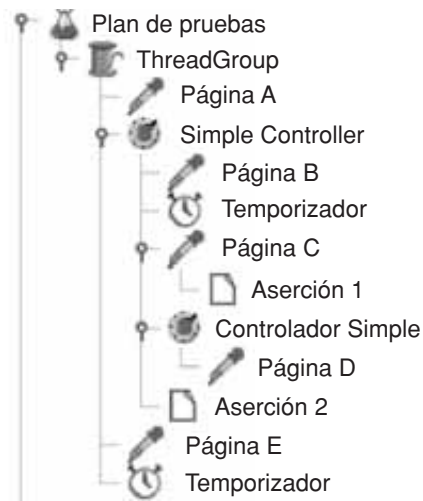 Plan de pruebas
ThreadGroup
Página A
Simple Controller
Página B
Temporizador
Página C
Aserción 1
Controlador Simple
Página D
Aserción 2
Página E
Temporizador